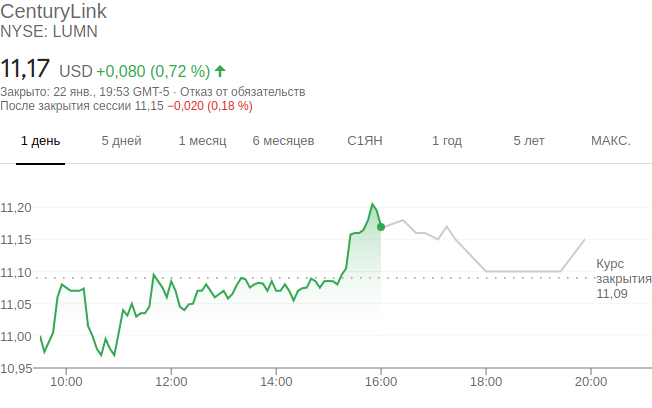 CenturyLink
NYSE: LUMN
11,17 USD +0,080 (0,72 %)
Закрыто: 22 янв., 19:53 GMT-5 · Отказ от обязательств
После закрытия сессии 11,15 −0,020 (0,18 %)
1 день 5 дней 1 месяц 6 месяцев С1ЯН 1 год 5 лет МАКС.
11,20
11,15
11,10
11,05
11,00
10,95
Курс
закрытия
11,09
10:00 12:00 14:00 16:00 18:00 20:00